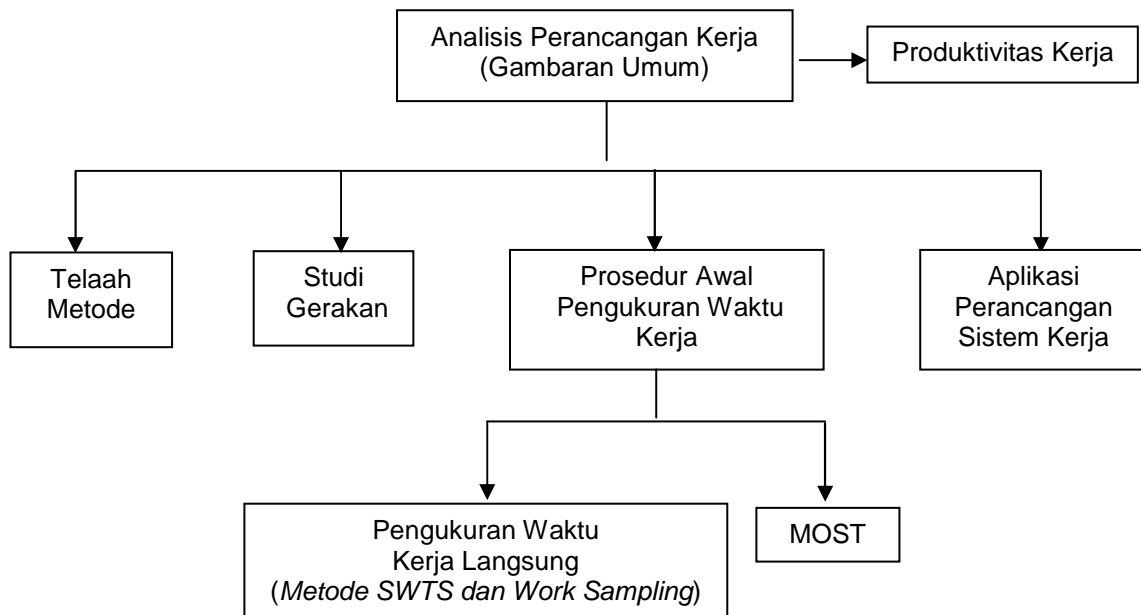 Analisis Perancangan Kerja
(Gambaran Umum)
Produktivitas Kerja
Telaah
Metode
Studi
Gerakan
Prosedur Awal
Pengukuran Waktu
Kerja
Aplikasi
Perancangan
Sistem Kerja
Pengukuran Waktu
Kerja Langsung
(Metode SWTS dan Work Sampling)
MOST